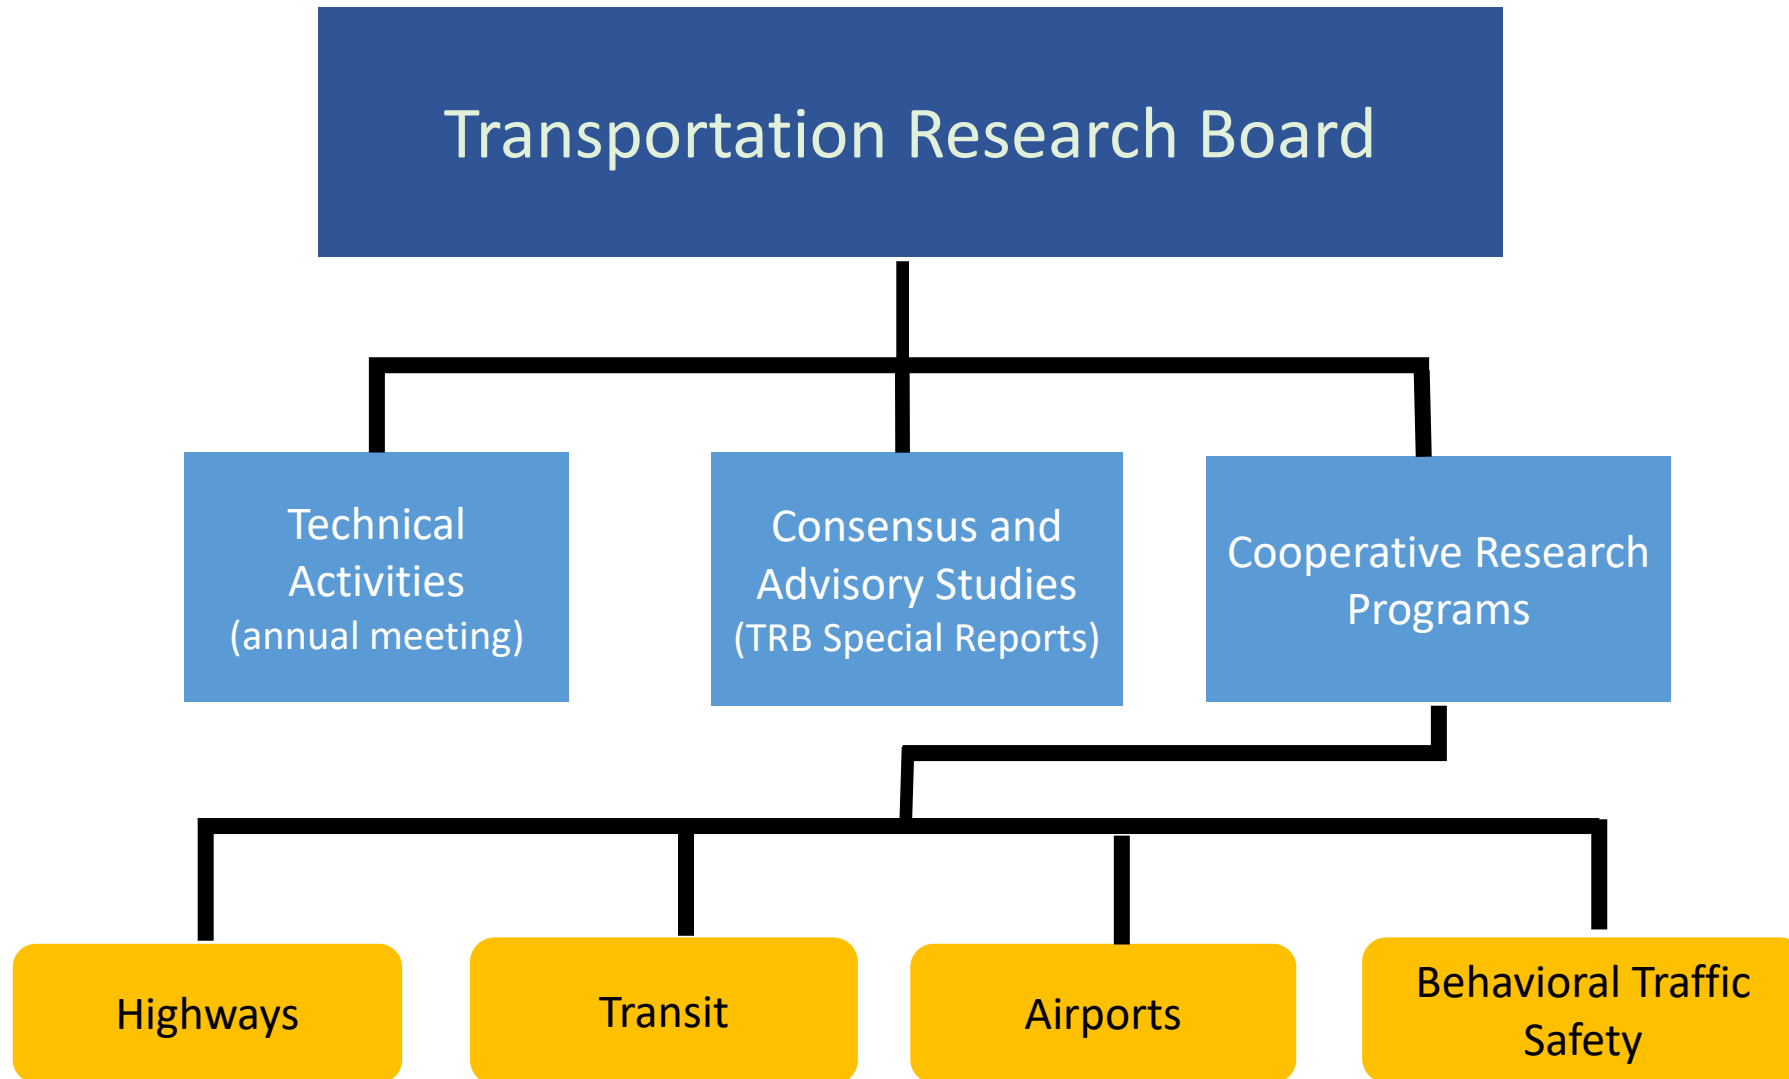 Transportation Research Board
Technical
Activities
(annual meeting)
Consensus and
Advisory Studies
(TRB Special Reports)
Cooperative Research
Programs
Highways
Transit
Airports
Behavioral Traffic
Safety